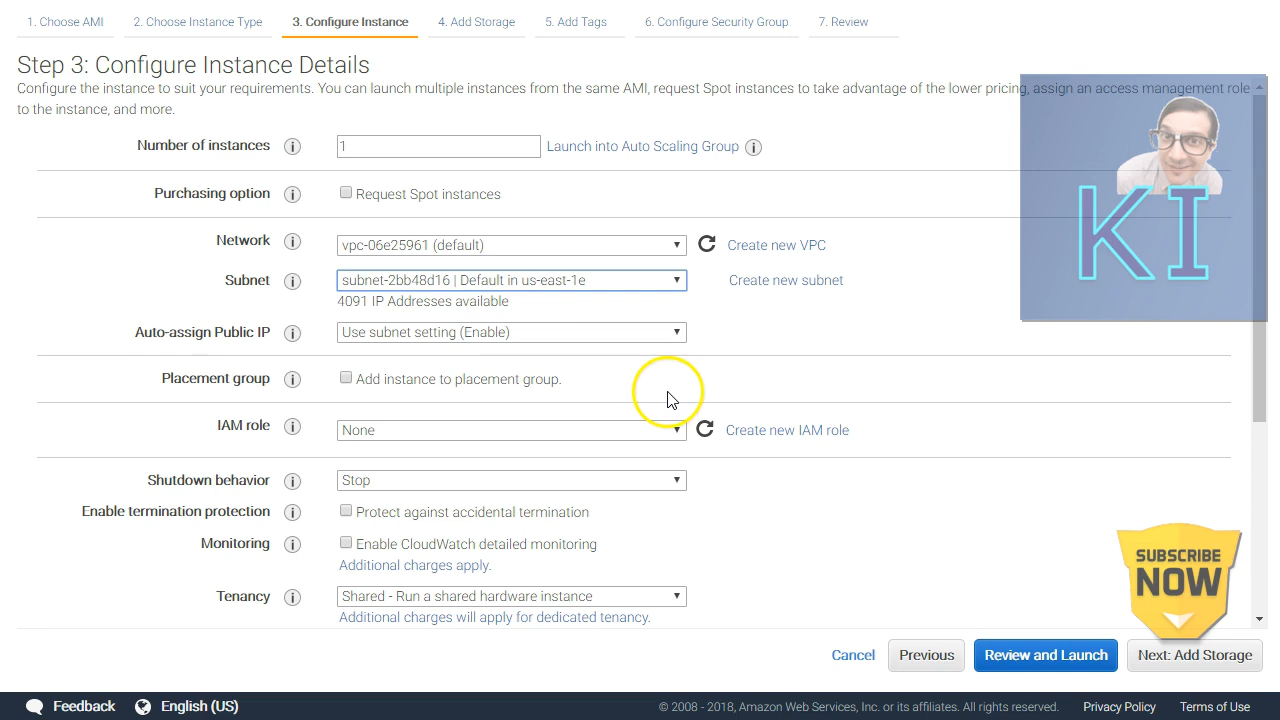 1. Choose AMI
2. Choose Instance Type
3. Configure Instance
4. Add Storage
5. Add Tags
6. Configure Security Group
7. Review
Step 3: Configure Instance Details
Configure the instance to suit your requirements. You can launch multiple instances from the same AMI, request Spot instances to take advantage of the lower pricing, assign an access management role
to the instance, and more.
Number of instances
1
Launch into Auto Scaling Group
Purchasing option
Request Spot instances
Network
vpc-06e25961 (default)
Create new VPC
Subnet
subnet-2bb48d16 | Default in us-east-1e
Create new subnet
4091 IP Addresses available
Auto-assign Public IP
Use subnet setting (Enable)
Placement group
Add instance to placement group.
IAM role
None
Create new IAM role
Shutdown behavior
Stop
Enable termination protection
Protect against accidental termination
Monitoring
Enable CloudWatch detailed monitoring
Additional charges apply.
Tenancy
Shared - Run a shared hardware instance
Additional charges will apply for dedicated tenancy.
KI
SUBSCRIBE
NOW
Cancel
Previous
Review and Launch
Next: Add Storage
Feedback
English (US)
© 2008 - 2018, Amazon Web Services, Inc. or its affiliates. All rights reserved.
Privacy Policy
Terms of Use